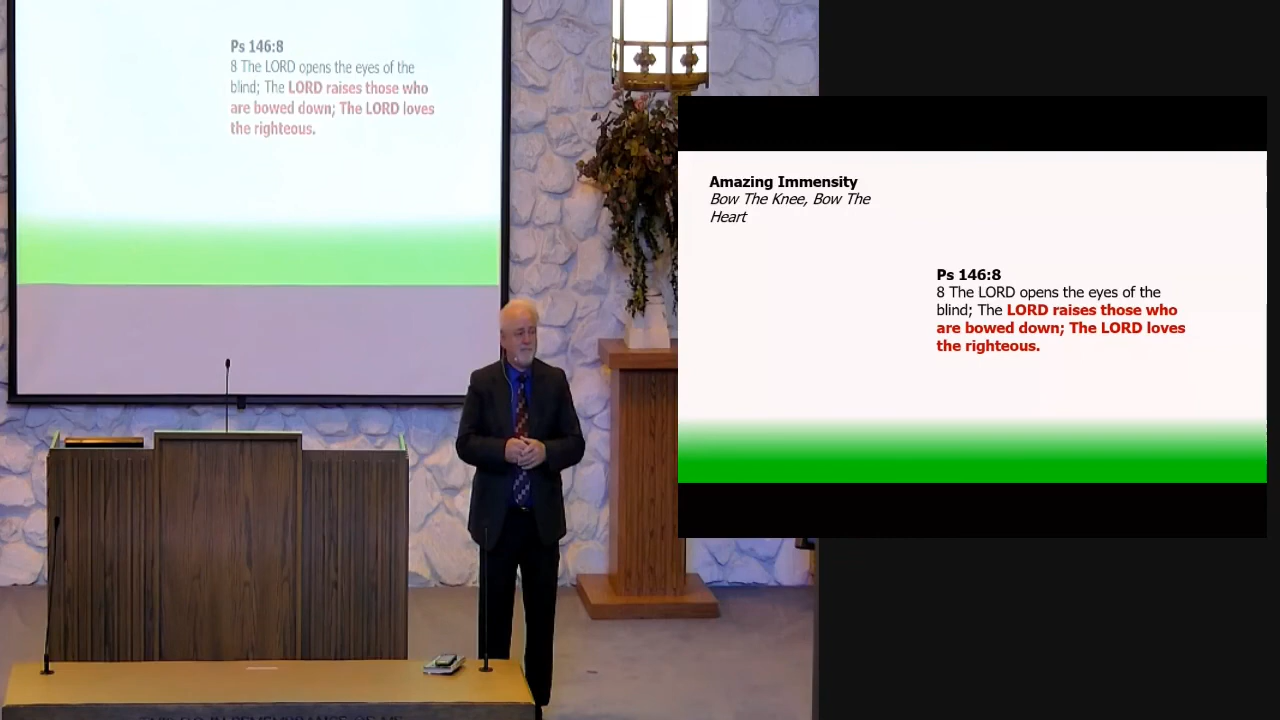 Ps 146:8
8 The LORD opens the eyes of the
blind; The LORD raises those who
are bowed down; The LORD loves
the righteous.
Amazing Immensity
Bow The Knee, Bow The
Heart
Ps 146:8
8 The LORD opens the eyes of the
blind; The LORD raises those who
are bowed down; The LORD loves
the righteous.